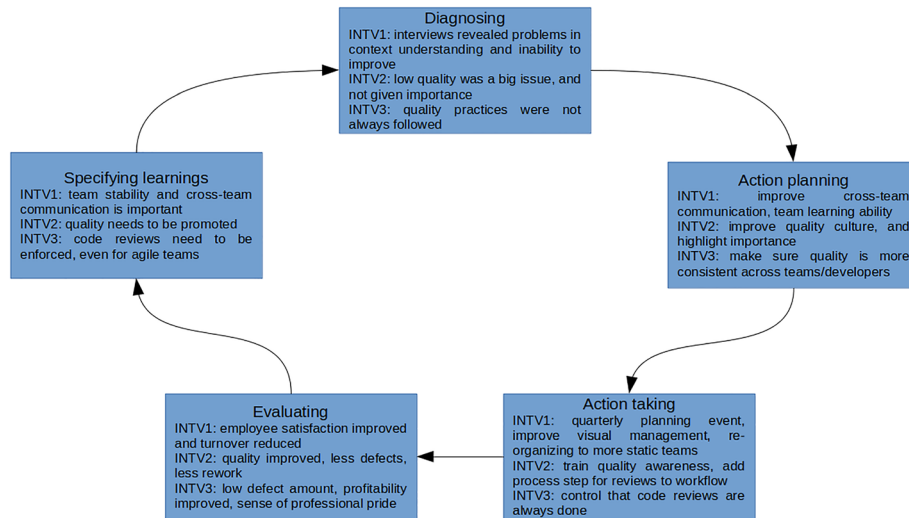 Diagnosing
INTV1: interviews revealed problems in
context understanding and inability to
improve
INTV2: low quality was a big issue, and
not given importance
INTV3: quality practices were not
always followed
Action planning
INTV1: improve cross-team
communication, team learning ability
INTV2: improve quality culture, and
highlight importance
INTV3: make sure quality is more
consistent across teams/developers
Action taking
INTV1: quarterly planning event,
improve visual management, re-
organizing to more static teams
INTV2: train quality awareness, add
process step for reviews to workflow
INTV3: control that code reviews are
always done
Evaluating
INTV1: employee satisfaction improved
and turnover reduced
INTV2: quality improved, less defects,
less rework
INTV3: low defect amount, profitability
improved, sense of professional pride
Specifying learnings
INTV1: team stability and cross-team
communication is important
INTV2: quality needs to be promoted
INTV3: code reviews need to be
enforced, even for agile teams